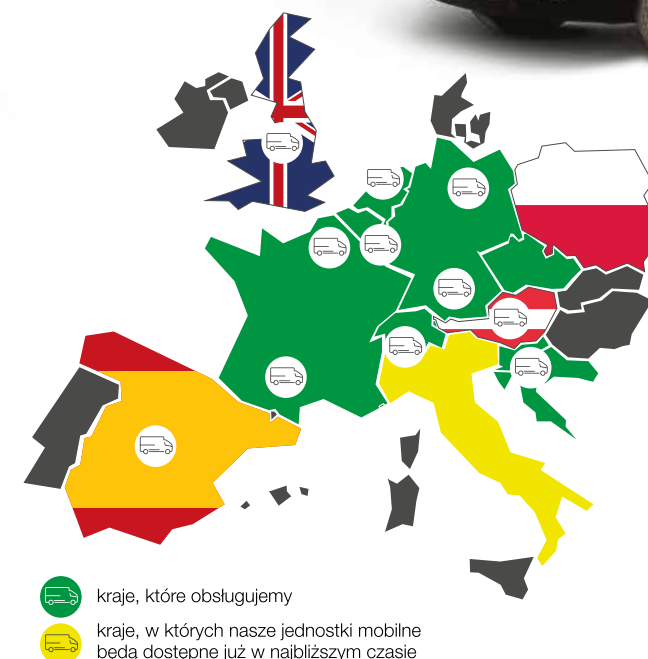 kraje, które obsługujemy
kraje, w których nasze jednostki mobilne
będą dostępne już w najbliższym czasie